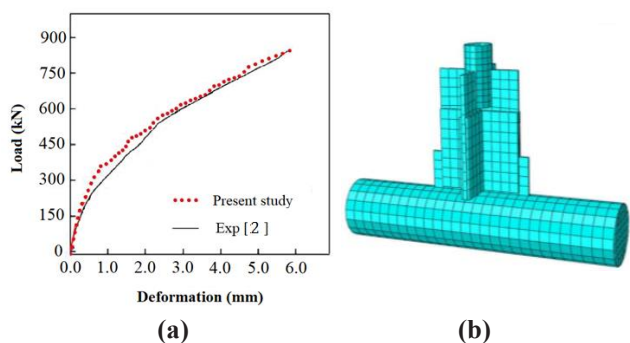 900
750
600
450
300
150
0
Load (kN)
Present study
Exp [2]
0.0 1.0 2.0 3.0 4.0 5.0 6.0
Deformation (mm)
(a)
(b)